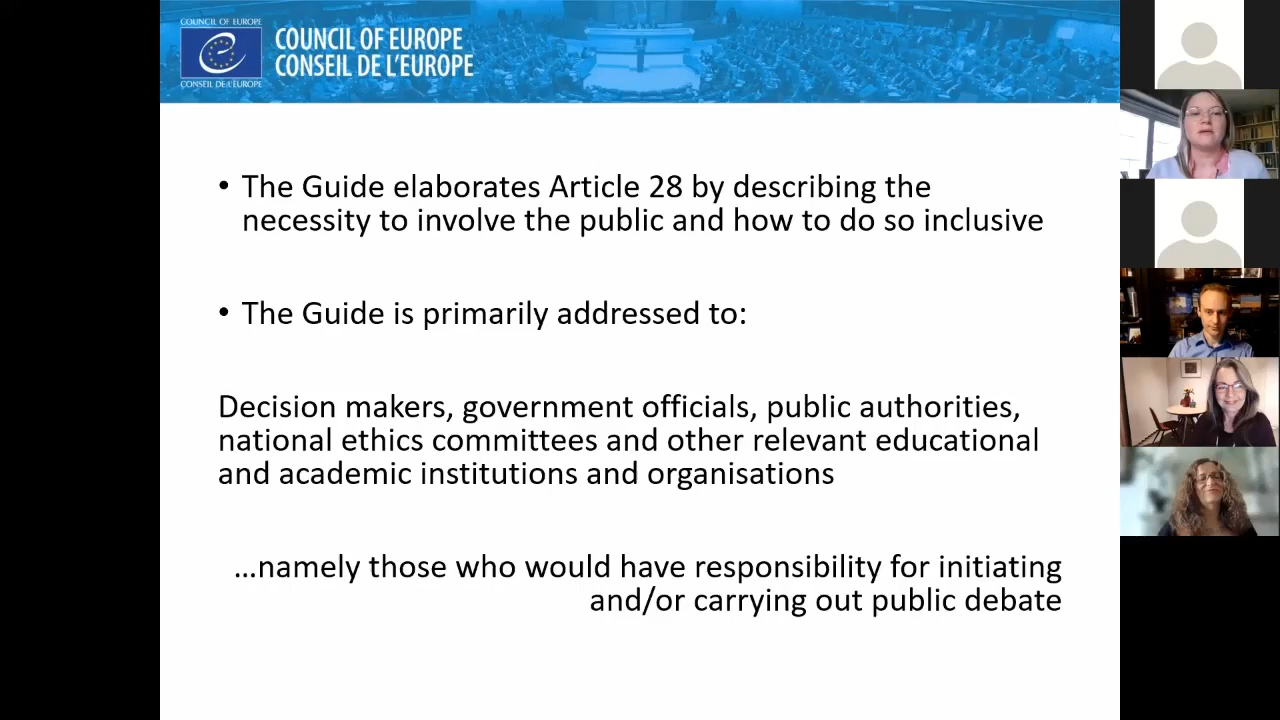 COUNCIL OF EUROPE
COUNCIL OF EUROPE
CONSEIL DE L'EUROPE
CONSEIL DE L'EUROPE
• The Guide elaborates Article 28 by describing the
necessity to involve the public and how to do so inclusive
• The Guide is primarily addressed to:
Decision makers, government officials, public authorities,
national ethics committees and other relevant educational
and academic institutions and organisations
...namely those who would have responsibility for initiating
and/or carrying out public debate